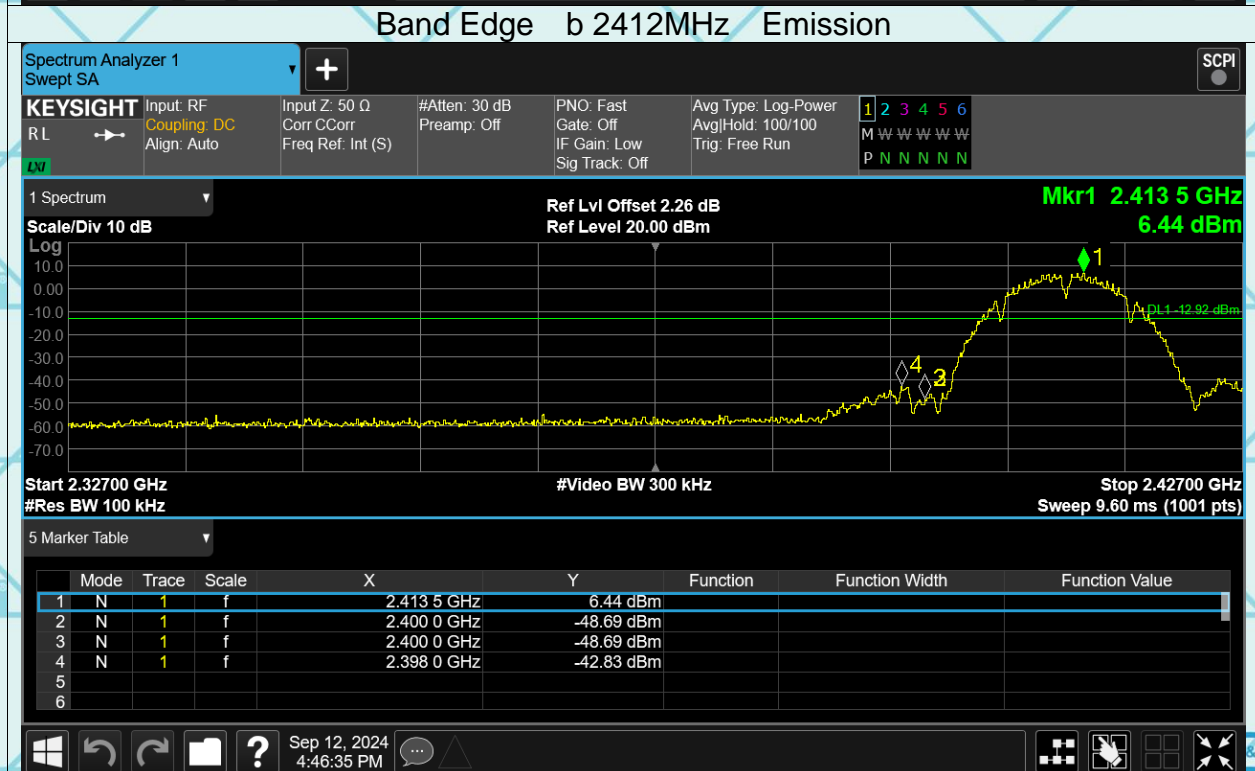 Band Edge b 2412MHz Emission
Spectrum Analyzer 1
Swept SA
+
SCPI
KEYSIGHT Input: RF Input Z: 50 Ω #Atten: 30 dB PNO: Fast Avg Type: Log-Power 1 2 3 4 5 6
R L Coupling: DC Corr CCorr Preamp: Off Gate: Off Avg|Hold: 100/100 M W W W W W
Align: Auto Freq Ref: Int (S) IF Gain: Low Trig: Free Run P N N N N N
LXI Sig Track: Off
1 Spectrum Mkr1 2.413 5 GHz
Ref Lvl Offset 2.26 dB
Scale/Div 10 dB Ref Level 20.00 dBm 6.44 dBm
Log
10.0
0.00
-10.0
-20.0
-30.0
-40.0
-50.0
-60.0
-70.0
1
DL1 -12.92 dBm
4
3
Start 2.32700 GHz #Video BW 300 kHz Stop 2.42700 GHz
#Res BW 100 kHz Sweep 9.60 ms (1001 pts)
5 Marker Table
Mode Trace Scale X Y Function Function Width Function Value
1 N 1 f 2.413 5 GHz 6.44 dBm
2 N 1 f 2.400 0 GHz -48.69 dBm
3 N 1 f 2.400 0 GHz -48.69 dBm
4 N 1 f 2.398 0 GHz -42.83 dBm
5
6
? Sep 12, 2024
4:46:35 PM